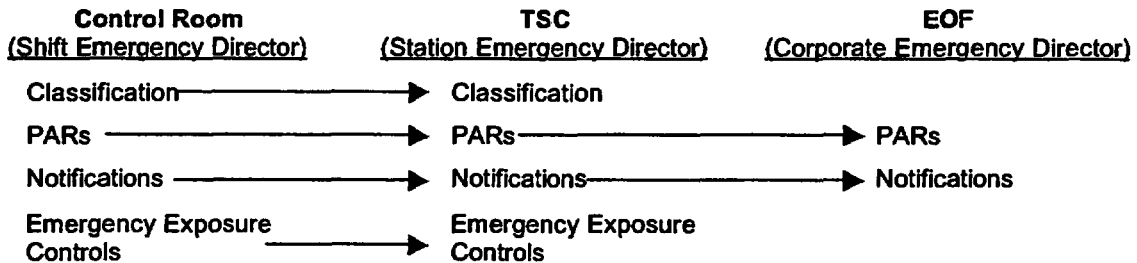 Control Room TSC EOF
(Shift Emergency Director) (Station Emergency Director) (Corporate Emergency Director)
Classification Classification
PARs PARs PARs
Notifications Notifications Notifications
Emergency Exposure Emergency Exposure
Controls Controls